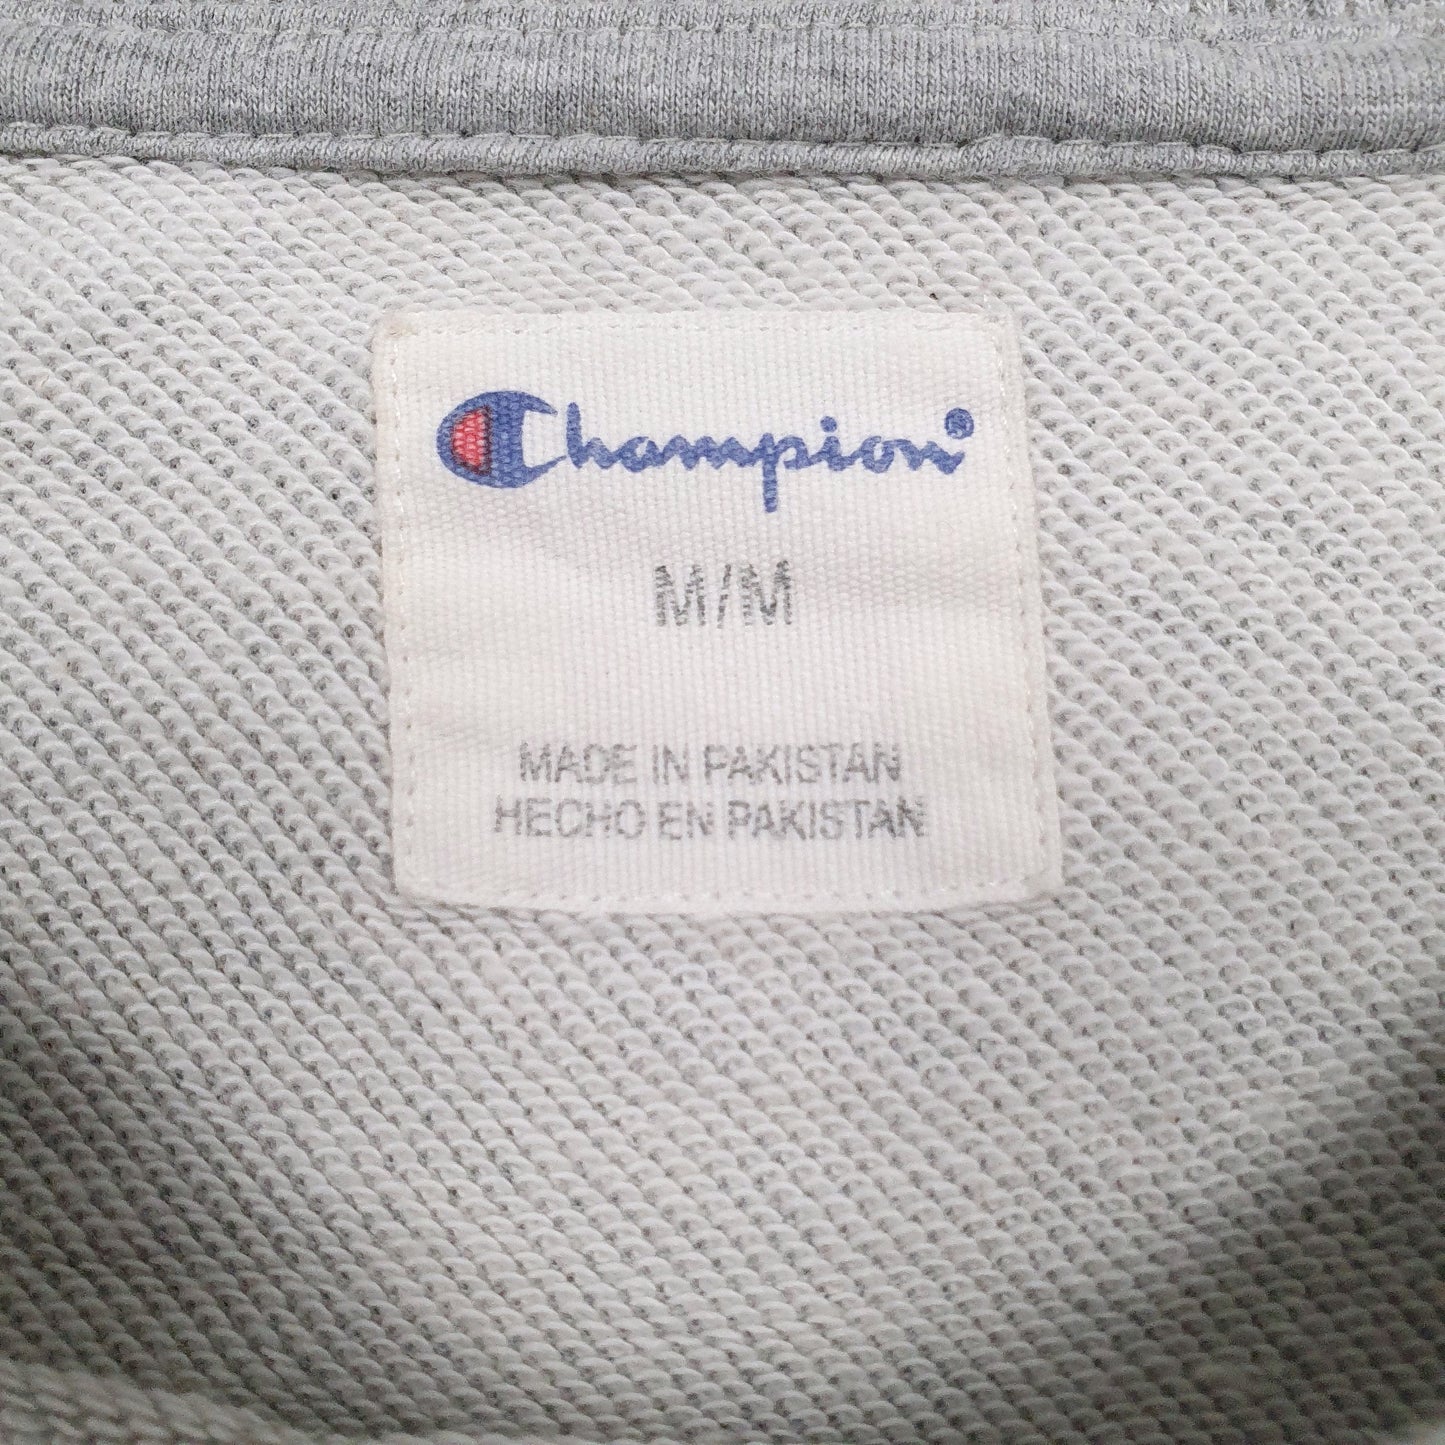 Champion®
M/M
MADE IN PAKISTAN
HECHO EN PAKISTAN